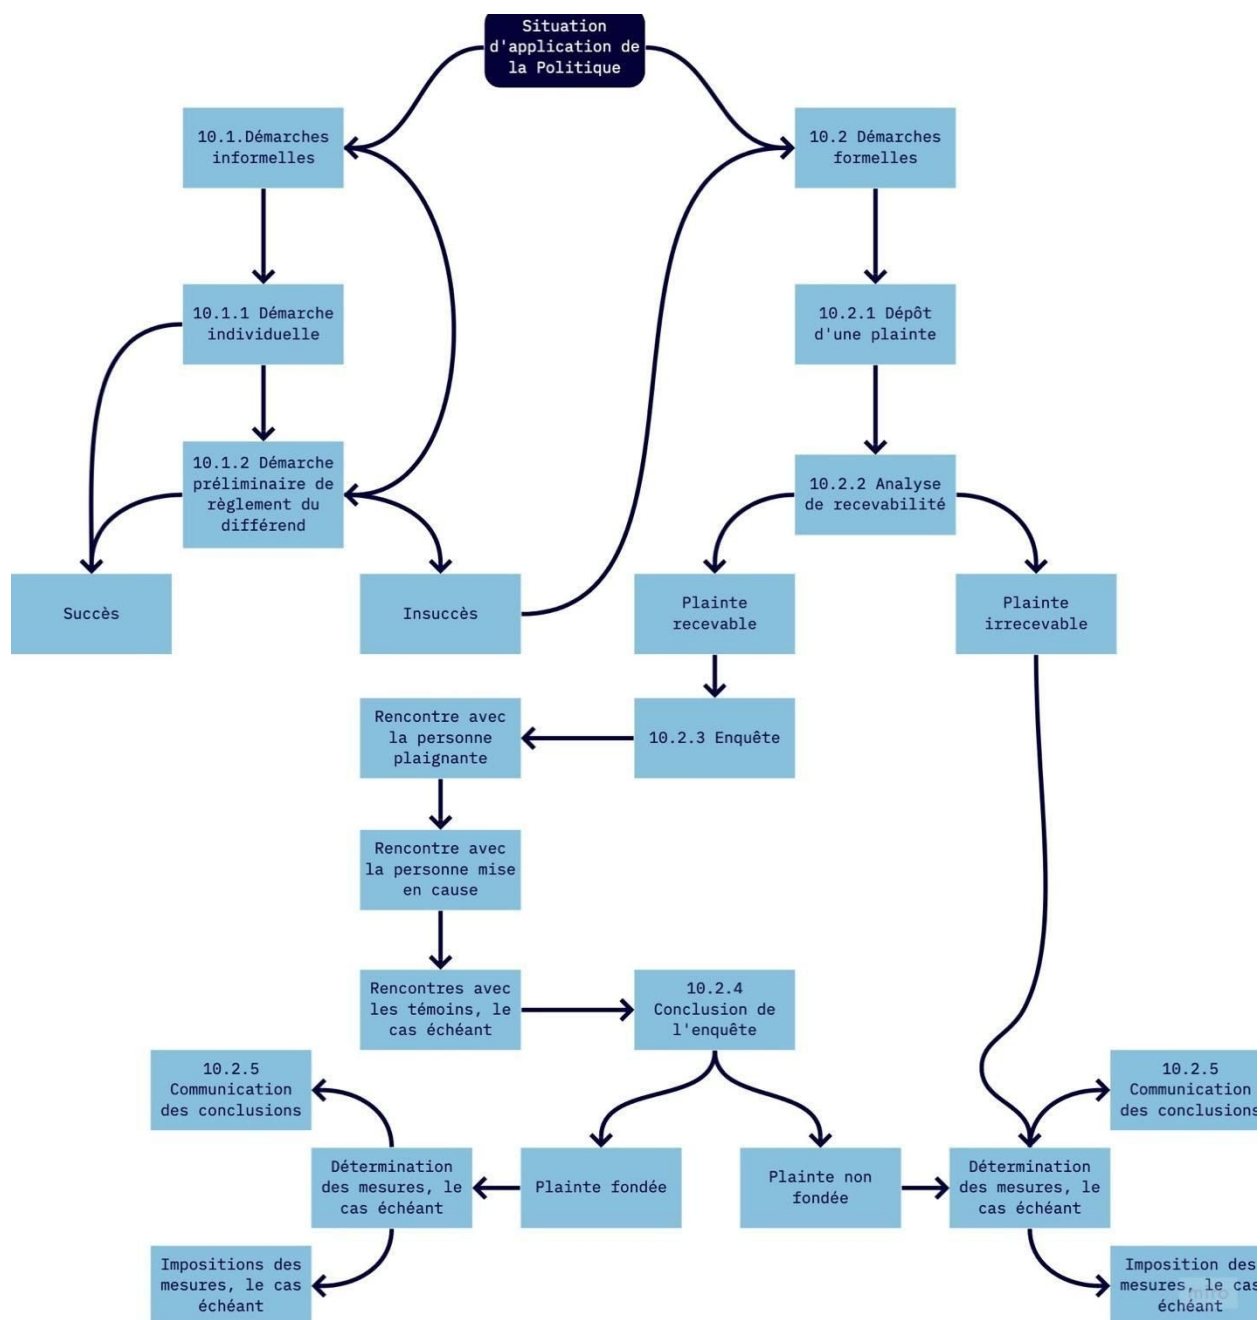 Situation
d'application de
la Politique
10.1.Démarches
informelles
10.2 Démarches
formelles
10.1.1 Démarche
individuelle
10.2.1 Dépôt
d'une plainte
10.1.2 Démarche
préliminaire de
règlement du
différend
10.2.2 Analyse
de recevabilité
Succès
Insuccès
Plainte
recevable
Plainte
irrecevable
Rencontre avec
la personne
plaignante
10.2.3 Enquête
Rencontre avec
la personne mise
en cause
Rencontres avec
les témoins, le
cas échéant
10.2.4
Conclusion de
l'enquête
10.2.5
Communication
des conclusions
10.2.5
Communication
des conclusions
Détermination
des mesures, le
cas échéant
Plainte fondée
Plainte non
fondée
Détermination
des mesures, le
cas échéant
Impositions des
mesures, le cas
échéant
Imposition des
mesures, le cas
échéant
miro